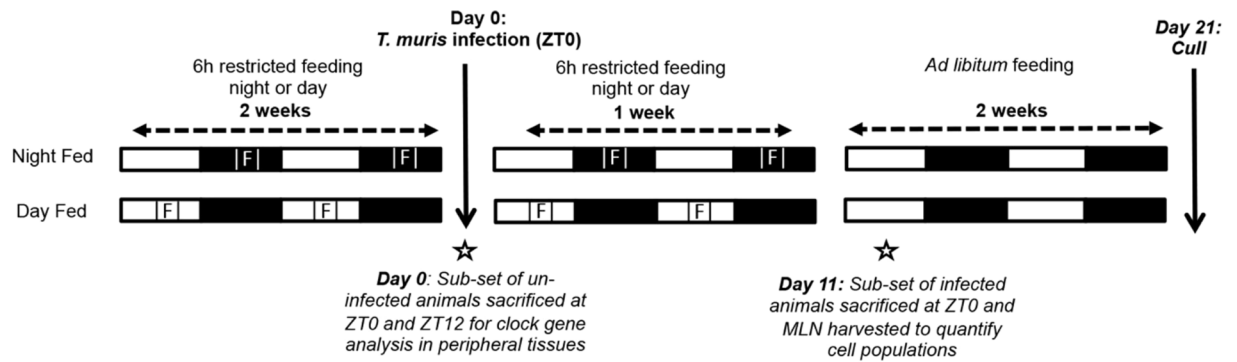 Day 0:
T. muris infection (ZT0)
Day 21:
Cull
6h restricted feeding
night or day
2 weeks
6h restricted feeding
night or day
1 week
Ad libitum feeding
2 weeks
Night Fed
F
F
F
F
Day Fed
F
F
F
F
Day 0: Sub-set of un-
infected animals sacrificed at
ZT0 and ZT12 for clock gene
analysis in peripheral tissues
Day 11: Sub-set of infected
animals sacrificed at ZT0 and
MLN harvested to quantify
cell populations